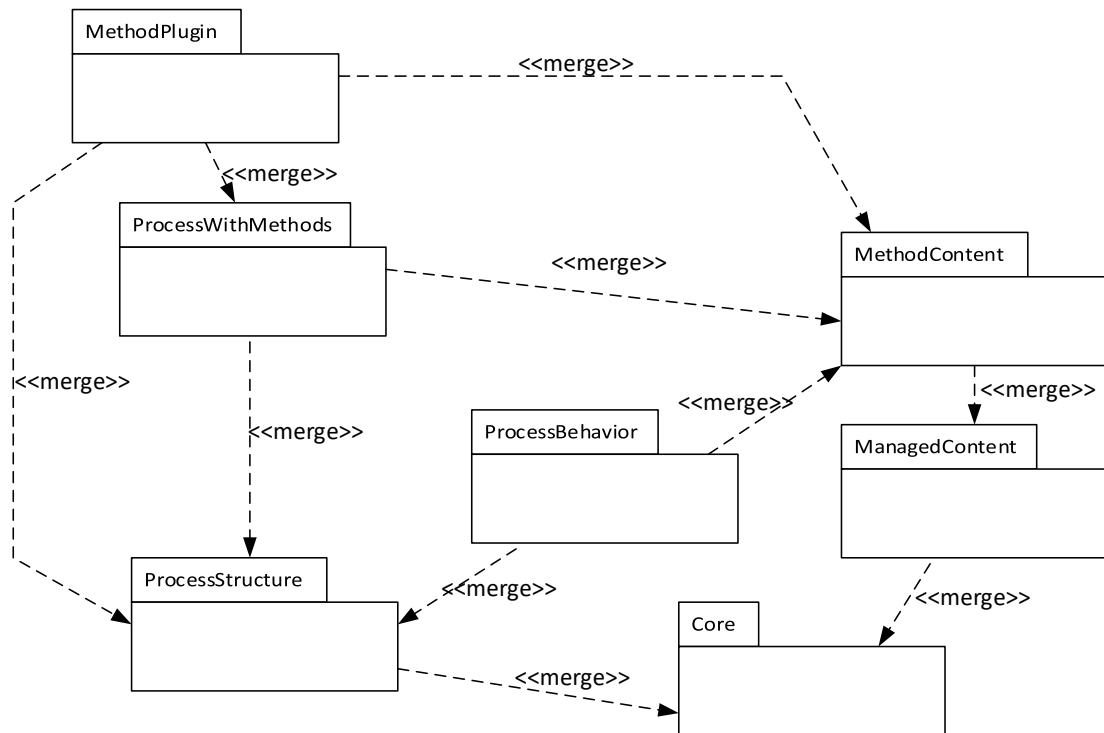 MethodPlugin
<<merge>>
<<merge>>
ProcessWithMethods
MethodContent
<<merge>>
<<merge>>
<<merge>>
<<merge>>
<<merge>>
ProcessBehavior
ManagedContent
ProcessStructure
<<merge>>
<<merge>>
Core
<<merge>>